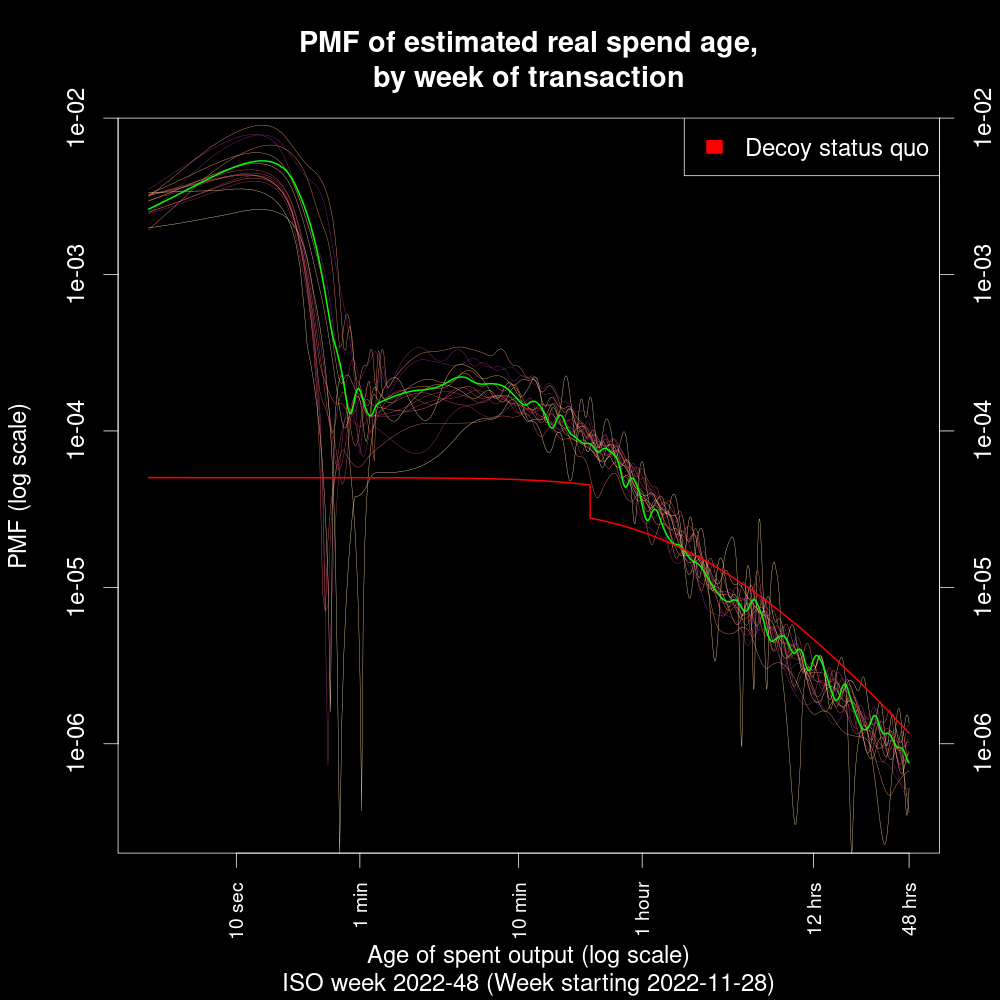 PMF of estimated real spend age,
by week of transaction
Decoy status quo
PMF (log scale)
1e-02
1e-03
1e-04
1e-05
1e-06
1e-02
1e-03
1e-04
1e-05
1e-06
10 sec
1 min
10 min
1 hour
12 hrs
48 hrs
Age of spent output (log scale)
ISO week 2022-48 (Week starting 2022-11-28)